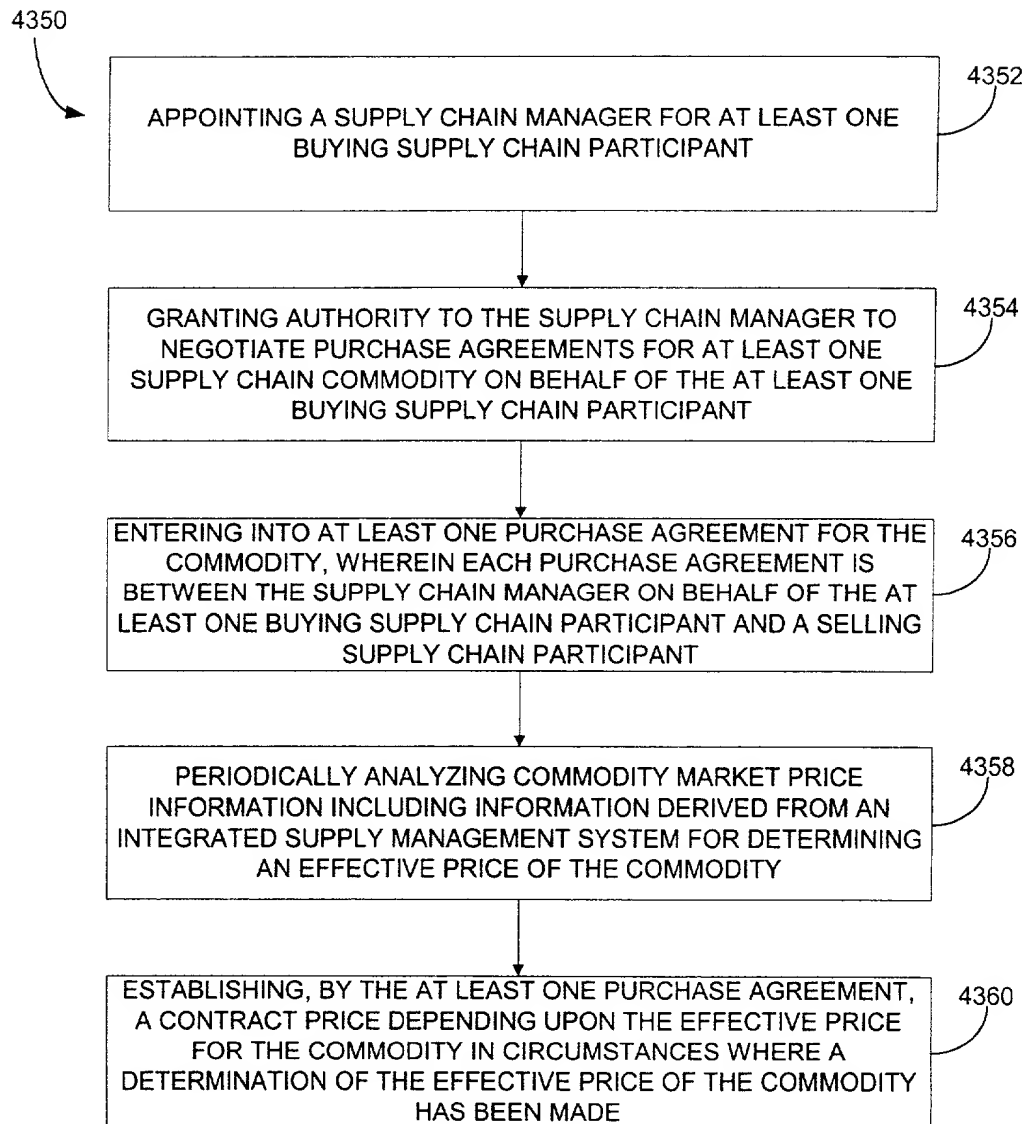 4350
4352
APPOINTING A SUPPLY CHAIN MANAGER FOR AT LEAST ONE
BUYING SUPPLY CHAIN PARTICIPANT
4354
GRANTING AUTHORITY TO THE SUPPLY CHAIN MANAGER TO
NEGOTIATE PURCHASE AGREEMENTS FOR AT LEAST ONE
SUPPLY CHAIN COMMODITY ON BEHALF OF THE AT LEAST ONE
BUYING SUPPLY CHAIN PARTICIPANT
4356
ENTERING INTO AT LEAST ONE PURCHASE AGREEMENT FOR THE
COMMODITY, WHEREIN EACH PURCHASE AGREEMENT IS
BETWEEN THE SUPPLY CHAIN MANAGER ON BEHALF OF THE AT
LEAST ONE BUYING SUPPLY CHAIN PARTICIPANT AND A SELLING
SUPPLY CHAIN PARTICIPANT
4358
PERIODICALLY ANALYZING COMMODITY MARKET PRICE
INFORMATION INCLUDING INFORMATION DERIVED FROM AN
INTEGRATED SUPPLY MANAGEMENT SYSTEM FOR DETERMINING
AN EFFECTIVE PRICE OF THE COMMODITY
4360
ESTABLISHING, BY THE AT LEAST ONE PURCHASE AGREEMENT,
A CONTRACT PRICE DEPENDING UPON THE EFFECTIVE PRICE
FOR THE COMMODITY IN CIRCUMSTANCES WHERE A
DETERMINATION OF THE EFFECTIVE PRICE OF THE COMMODITY
HAS BEEN MADE